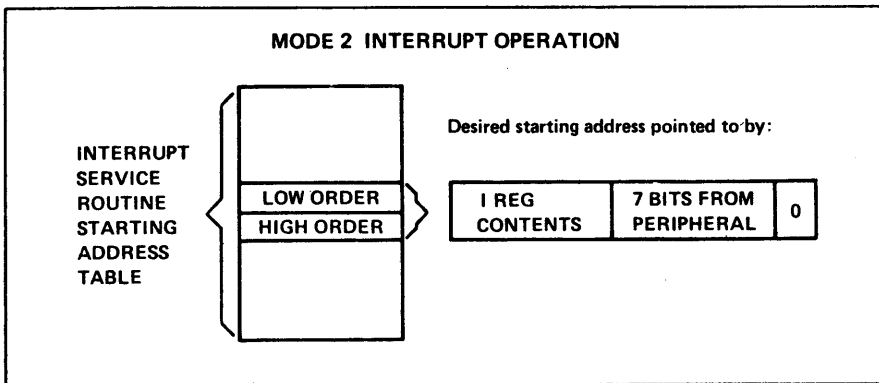 MODE 2 INTERRUPT OPERATION
Desired starting address pointed to by:
INTERRUPT
SERVICE
ROUTINE
STARTING
ADDRESS
TABLE
LOW ORDER
HIGH ORDER
I REG
CONTENTS
7 BITS FROM
PERIPHERAL
0